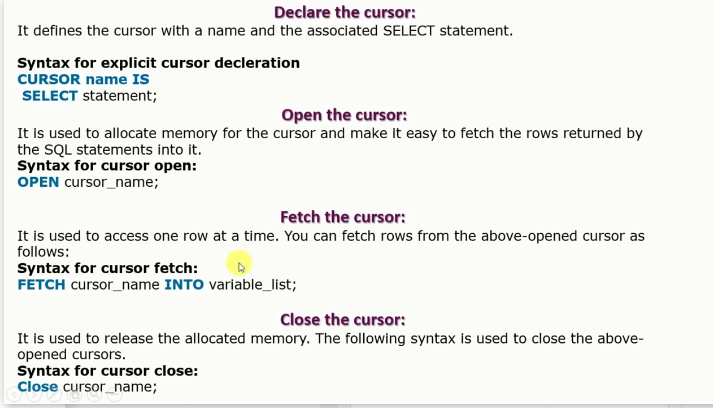 Declare the cursor:
It defines the cursor with a name and the associated SELECT statement.
Syntax for explicit cursor decleration
CURSOR name IS
SELECT statement;
Open the cursor:
It is used to allocate memory for the cursor and make it easy to fetch the rows returned by
the SQL statements into it.
Syntax for cursor open:
OPEN cursor_name;
Fetch the cursor:
It is used to access one row at a time. You can fetch rows from the above-opened cursor as
follows:
Syntax for cursor fetch:
FETCH cursor_name INTO variable_list;
Close the cursor:
It is used to release the allocated memory. The following syntax is used to close the above-
opened cursors.
Syntax for cursor close:
Close cursor_name;